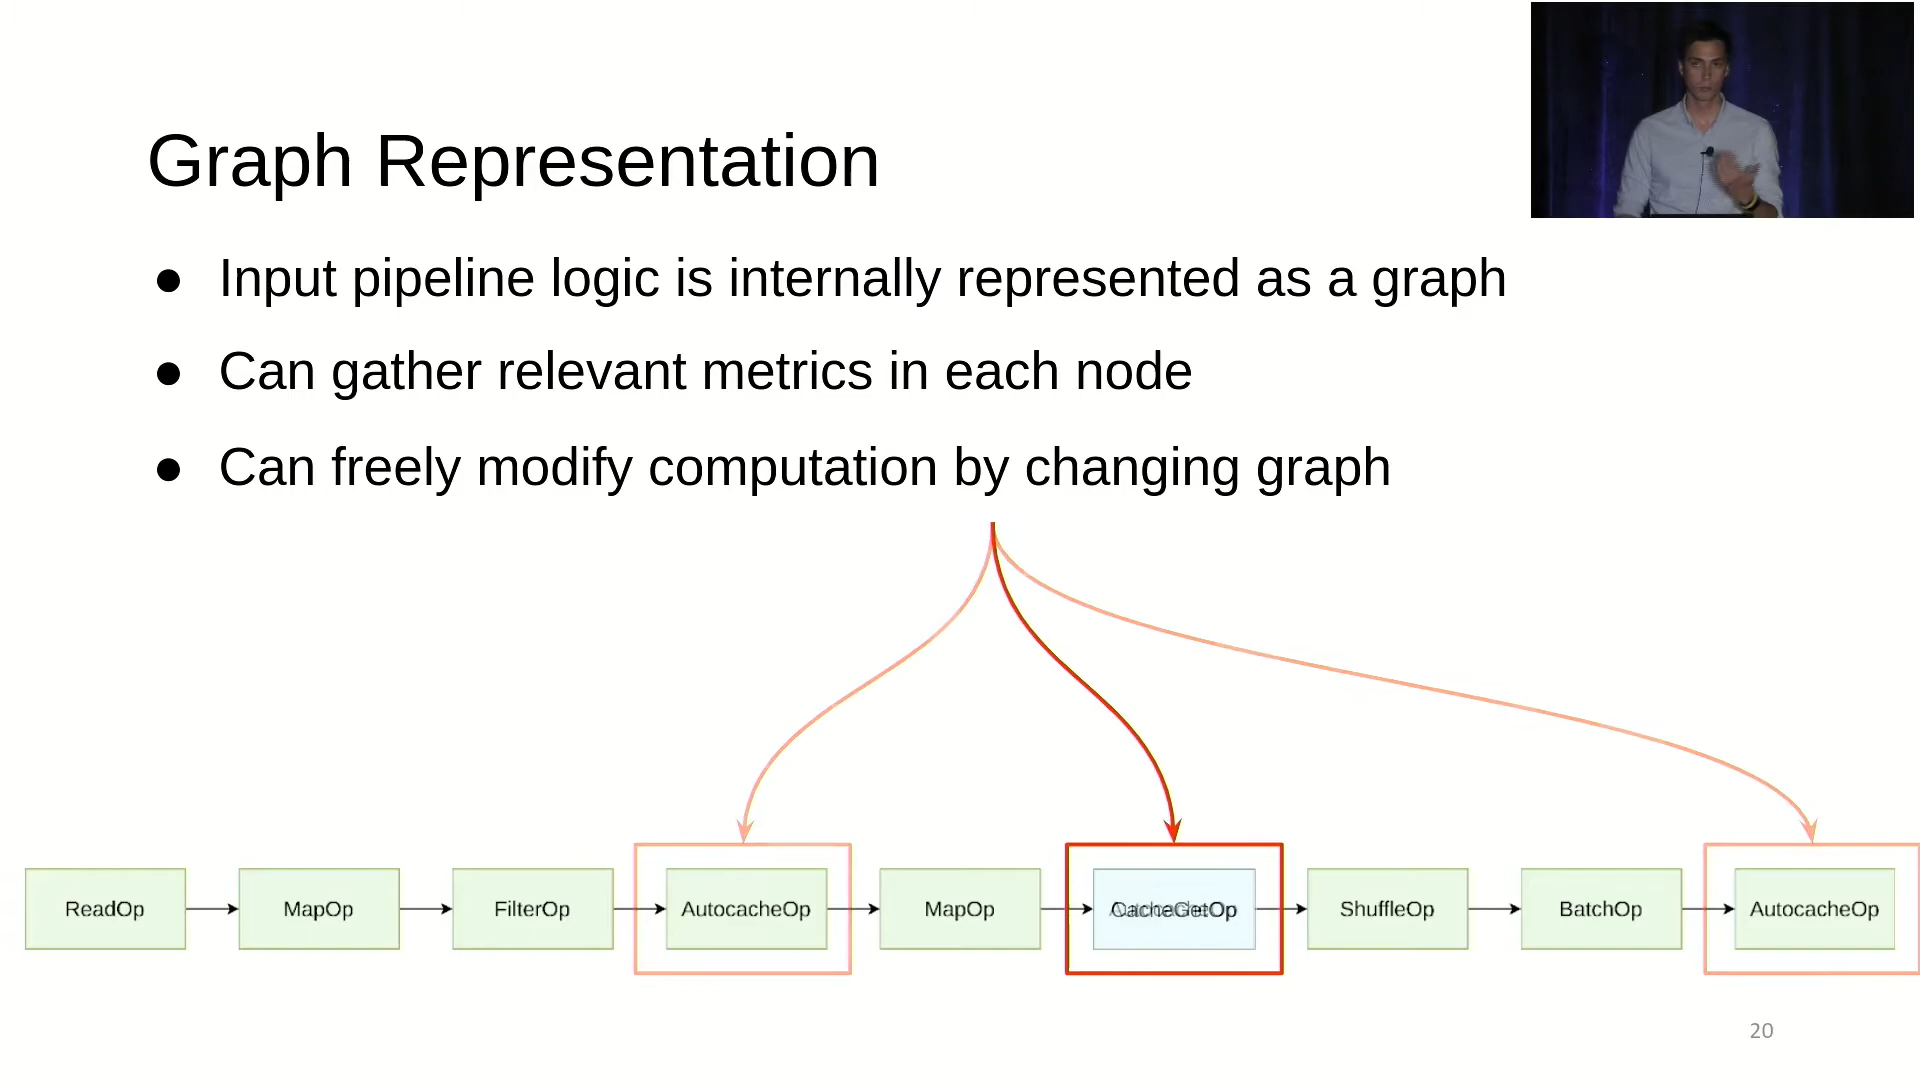 Graph Representation
● Input pipeline logic is internally represented as a graph
● Can gather relevant metrics in each node
● Can freely modify computation by changing graph
ReadOp
MapOp
FilterOp
AutocacheOp
MapOp
ShuffleOp
BatchOp
AutocacheOp
20